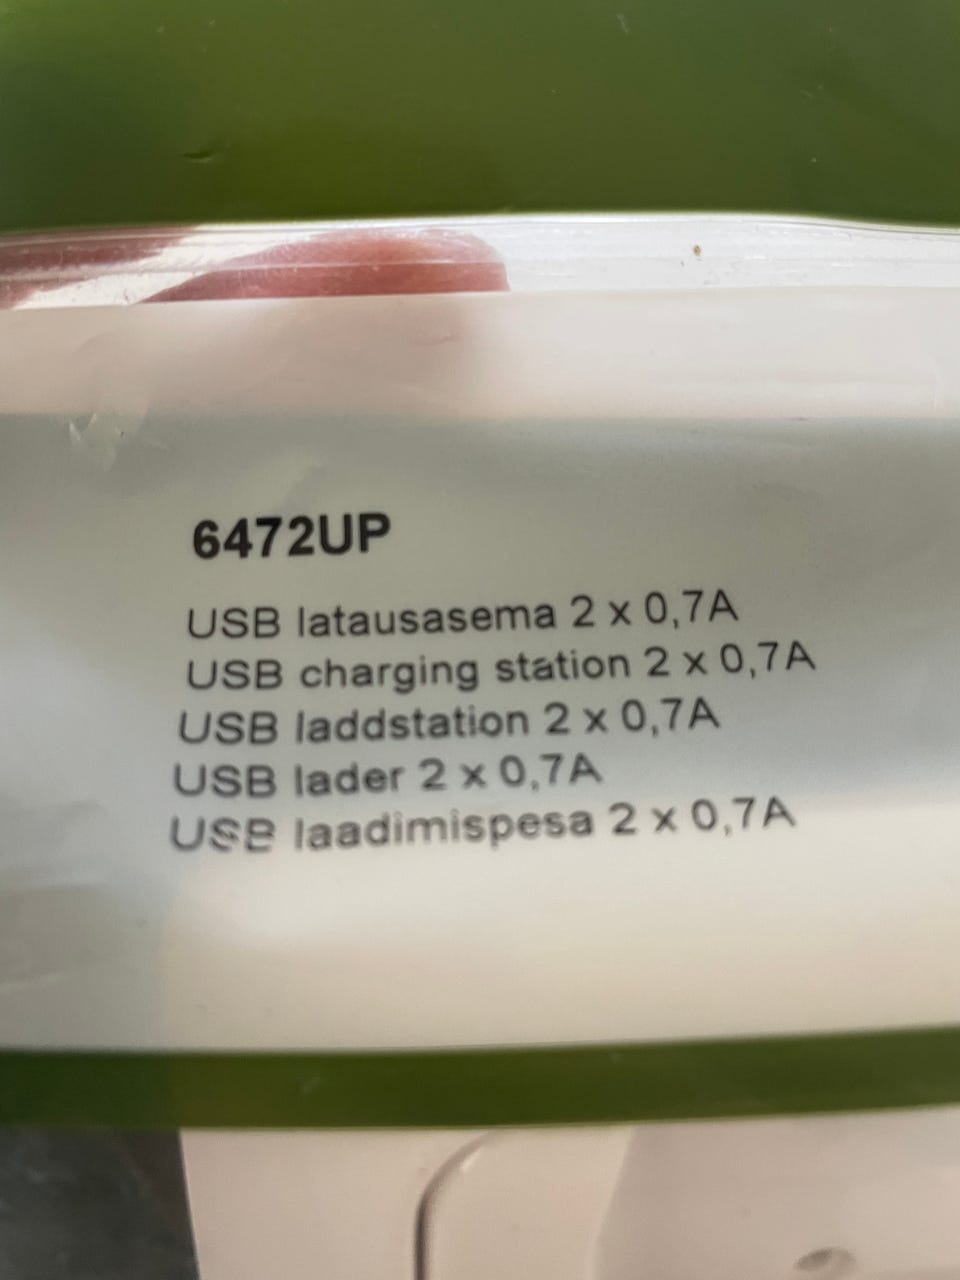 6472UP
USB latausasema 2 x 0,7A
USB charging station 2 x 0,7A
USB laddstation 2 x 0,7A
USB lader 2 x 0,7A
USB laadimispesa 2 x 0,7A